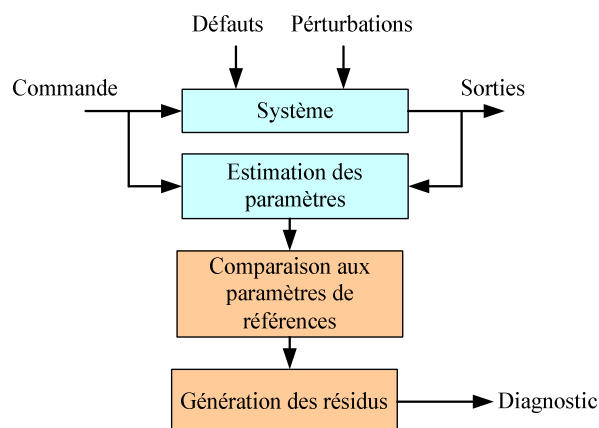 Défauts
Pérturbations
Commande
Sorties
Système
Estimation des
paramètres
Comparaison aux
paramètres de
références
Génération des résidus
Diagnostic